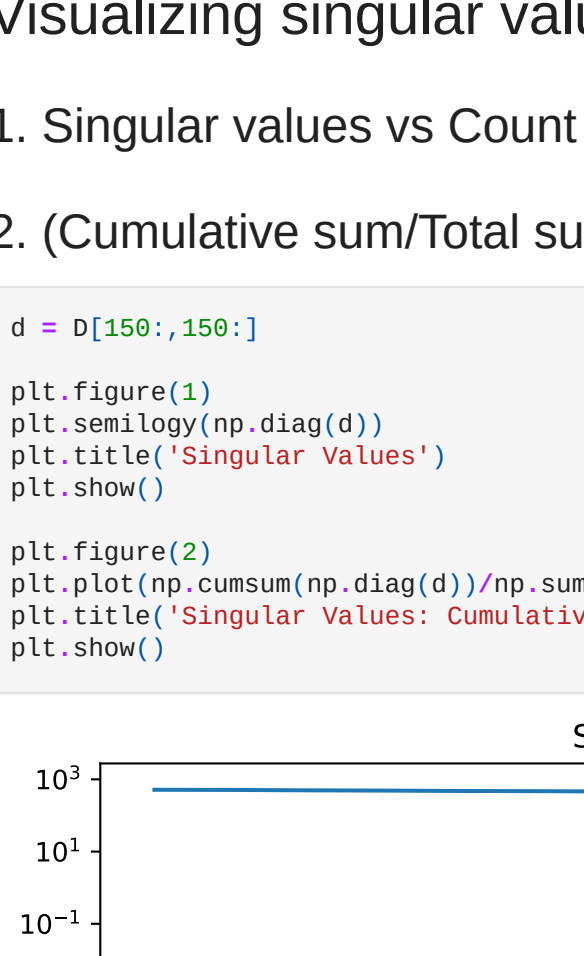 Visualizing singular valu
1. Singular values vs Count
2. (Cumulative sum/Total su
d = D[150:,150:]
plt.figure(1)
plt.semilogy(np.diag(d))
plt.title('Singular Values')
plt.show()
plt.figure(2)
plt.plot(np.cumsum(np.diag(d))/np.sum
plt.title('Singular Values: Cumulativ
plt.show()
S
10³
10¹
10⁻¹